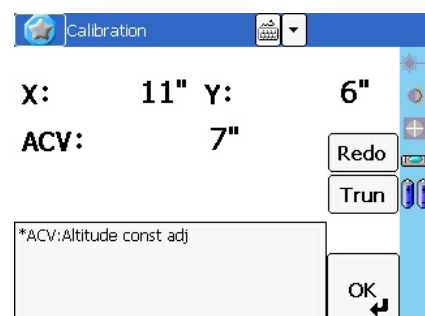 Calibration
X: 11" Y: 6"
ACV: 7"
Redo
Trun
*ACV:Altitude const adj
OK